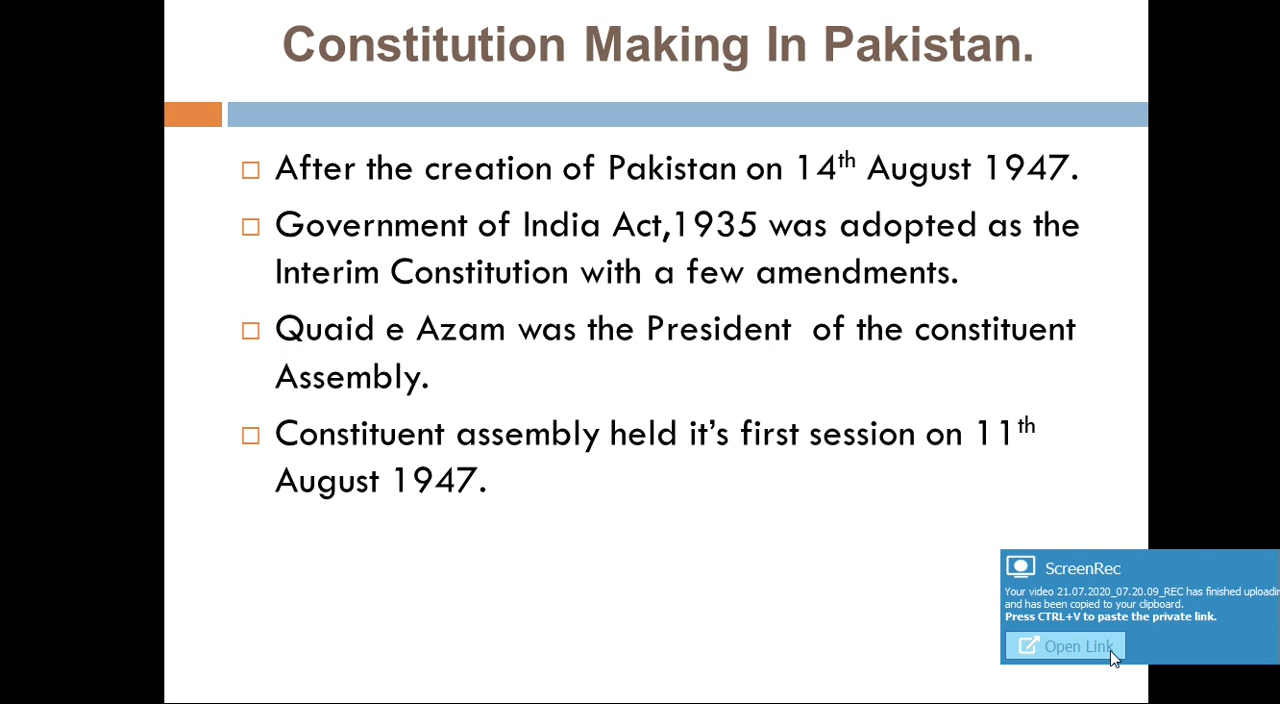 Constitution Making In Pakistan.
After the creation of Pakistan on 14th August 1947.
Government of India Act,1935 was adopted as the
Interim Constitution with a few amendments.
Quaid e Azam was the President of the constituent
Assembly.
Constituent assembly held it’s first session on 11th
August 1947.
ScreenRec
Your video 21.07.2020_07.20.09_REC has finished uploadin
and has been copied to your clipboard.
Press CTRL+V to paste the private link.
Open Link